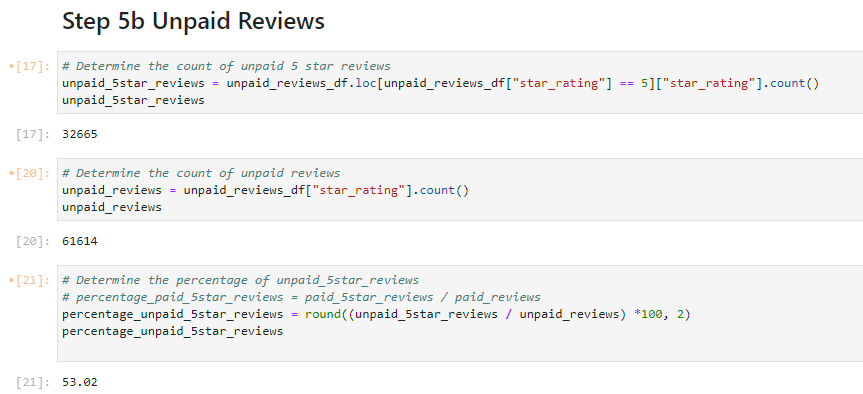 Step 5b Unpaid Reviews
•[17]: # Determine the count of unpaid 5 star reviews
unpaid_5star_reviews = unpaid_reviews_df.loc[unpaid_reviews_df["star_rating"] == 5]["star_rating"].count()
unpaid_5star_reviews
[17]: 32665
•[20]: # Determine the count of unpaid reviews
unpaid_reviews = unpaid_reviews_df["star_rating"].count()
unpaid_reviews
[20]: 61614
•[21]: # Determine the percentage of unpaid_5star_reviews
# percentage_paid_5star_reviews = paid_5star_reviews / paid_reviews
percentage_unpaid_5star_reviews = round((unpaid_5star_reviews / unpaid_reviews) *100, 2)
percentage_unpaid_5star_reviews
[21]: 53.02